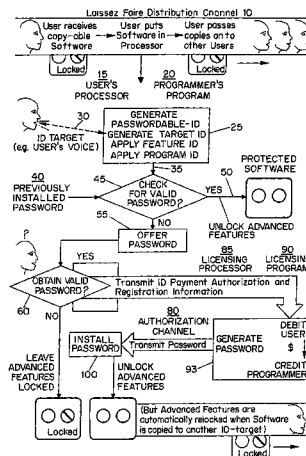 Laissez Faire Distribution Channel 10
User receives copy-able Software
User puts Software in Processor
User passes copies on to other Users
Locked
Locked
15
USER'S PROCESSOR
20
PROGRAMMER'S PROGRAM
30
ID TARGET
(e.g. USER'S VOICE)
GENERATE
PASSWORDABLE-ID
GENERATE TARGET ID
APPLY FEATURE ID
APPLY PROGRAM ID
25
35
40
PREVIOUSLY
INSTALLED
PASSWORD
45
CHECK
FOR VALID
PASSWORD?
YES
50
PROTECTED
SOFTWARE
UNLOCK ADVANCED
FEATURES
NO
55
OFFER
PASSWORD
YES
OBTAIN VALID
PASSWORD?
60
NO
85
LICENSING
PROCESSOR
90
LICENSING
PROGRAM
Transmit ID Payment Authorization and
Registration Information
80
AUTHORIZATION
CHANNEL
Transmit Password
INSTALL
PASSWORD
100
GENERATE
PASSWORD
93
DEBIT
USER
$
CREDIT
PROGRAMMER
LEAVE
ADVANCED
FEATURES
LOCKED
UNLOCK
ADVANCED
FEATURES
Locked
(But Advanced Features are
automatically relocked when Software
is copied to another ID-target)
Locked